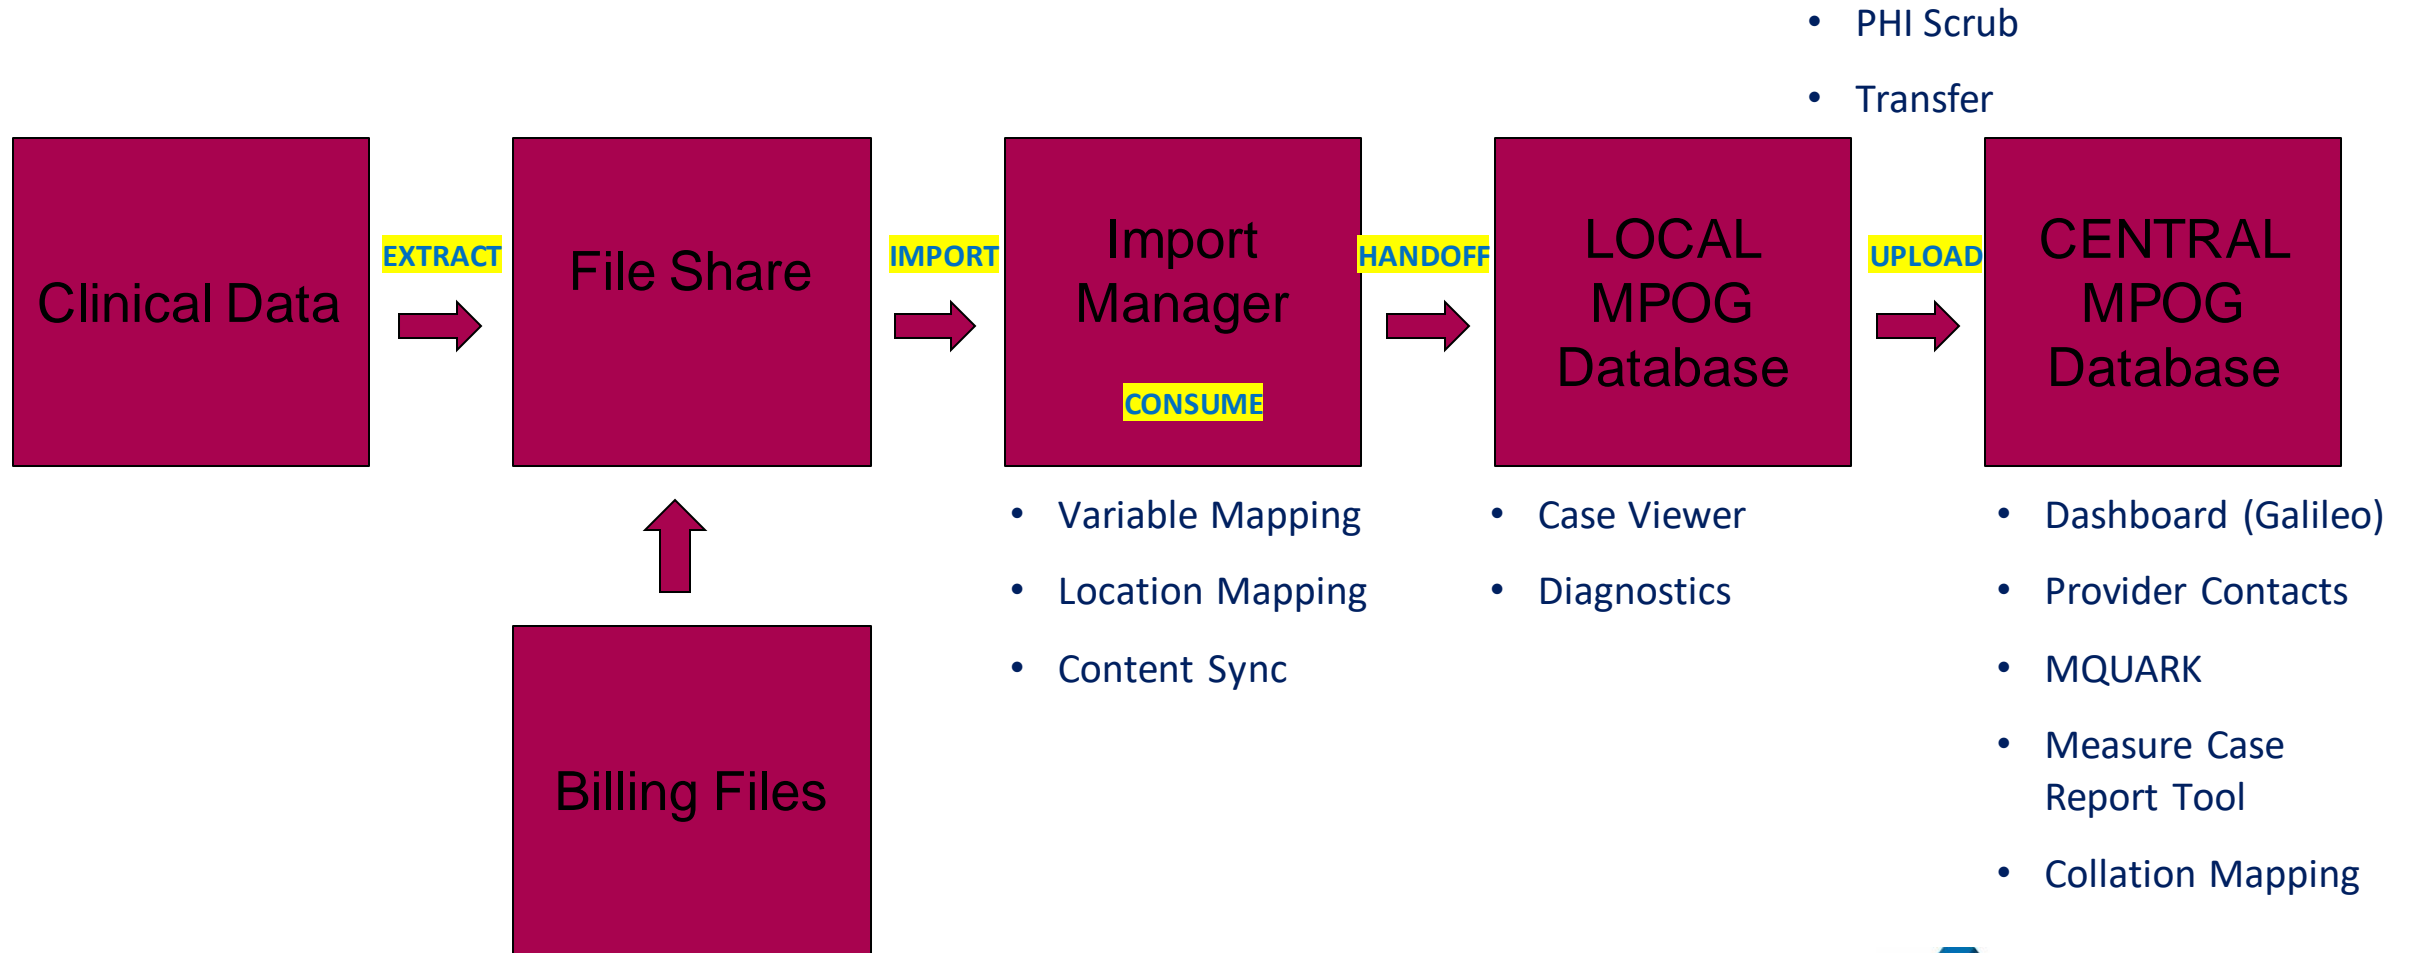 • PHI Scrub
• Transfer
Clinical Data
EXTRACT
File Share
IMPORT
Import
Manager
CONSUME
HANDOFF
LOCAL
MPOG
Database
UPLOAD
CENTRAL
MPOG
Database
• Variable Mapping
• Location Mapping
• Content Sync
• Case Viewer
• Diagnostics
• Dashboard (Galileo)
• Provider Contacts
• MQUARK
• Measure Case
Report Tool
• Collation Mapping
Billing Files